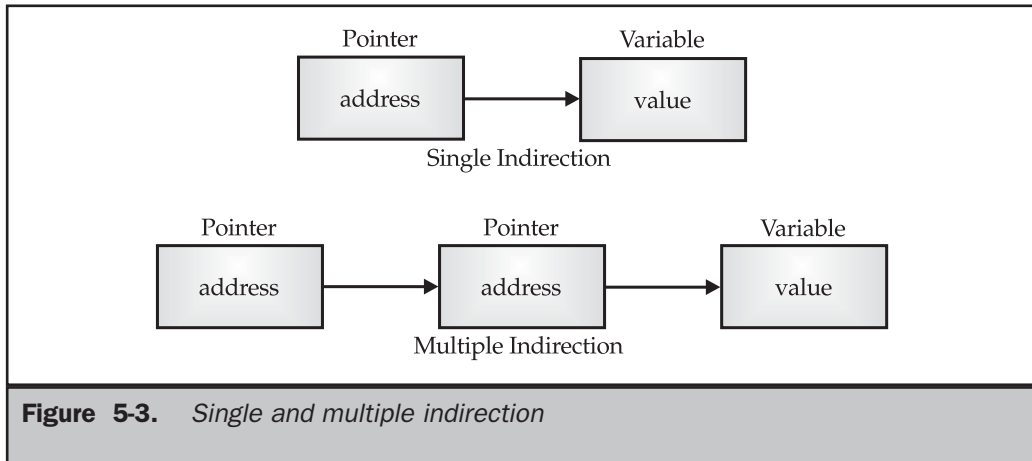 Pointer Variable
address value
Single Indirection
Pointer Pointer Variable
address address value
Multiple Indirection
Figure 5-3. Single and multiple indirection